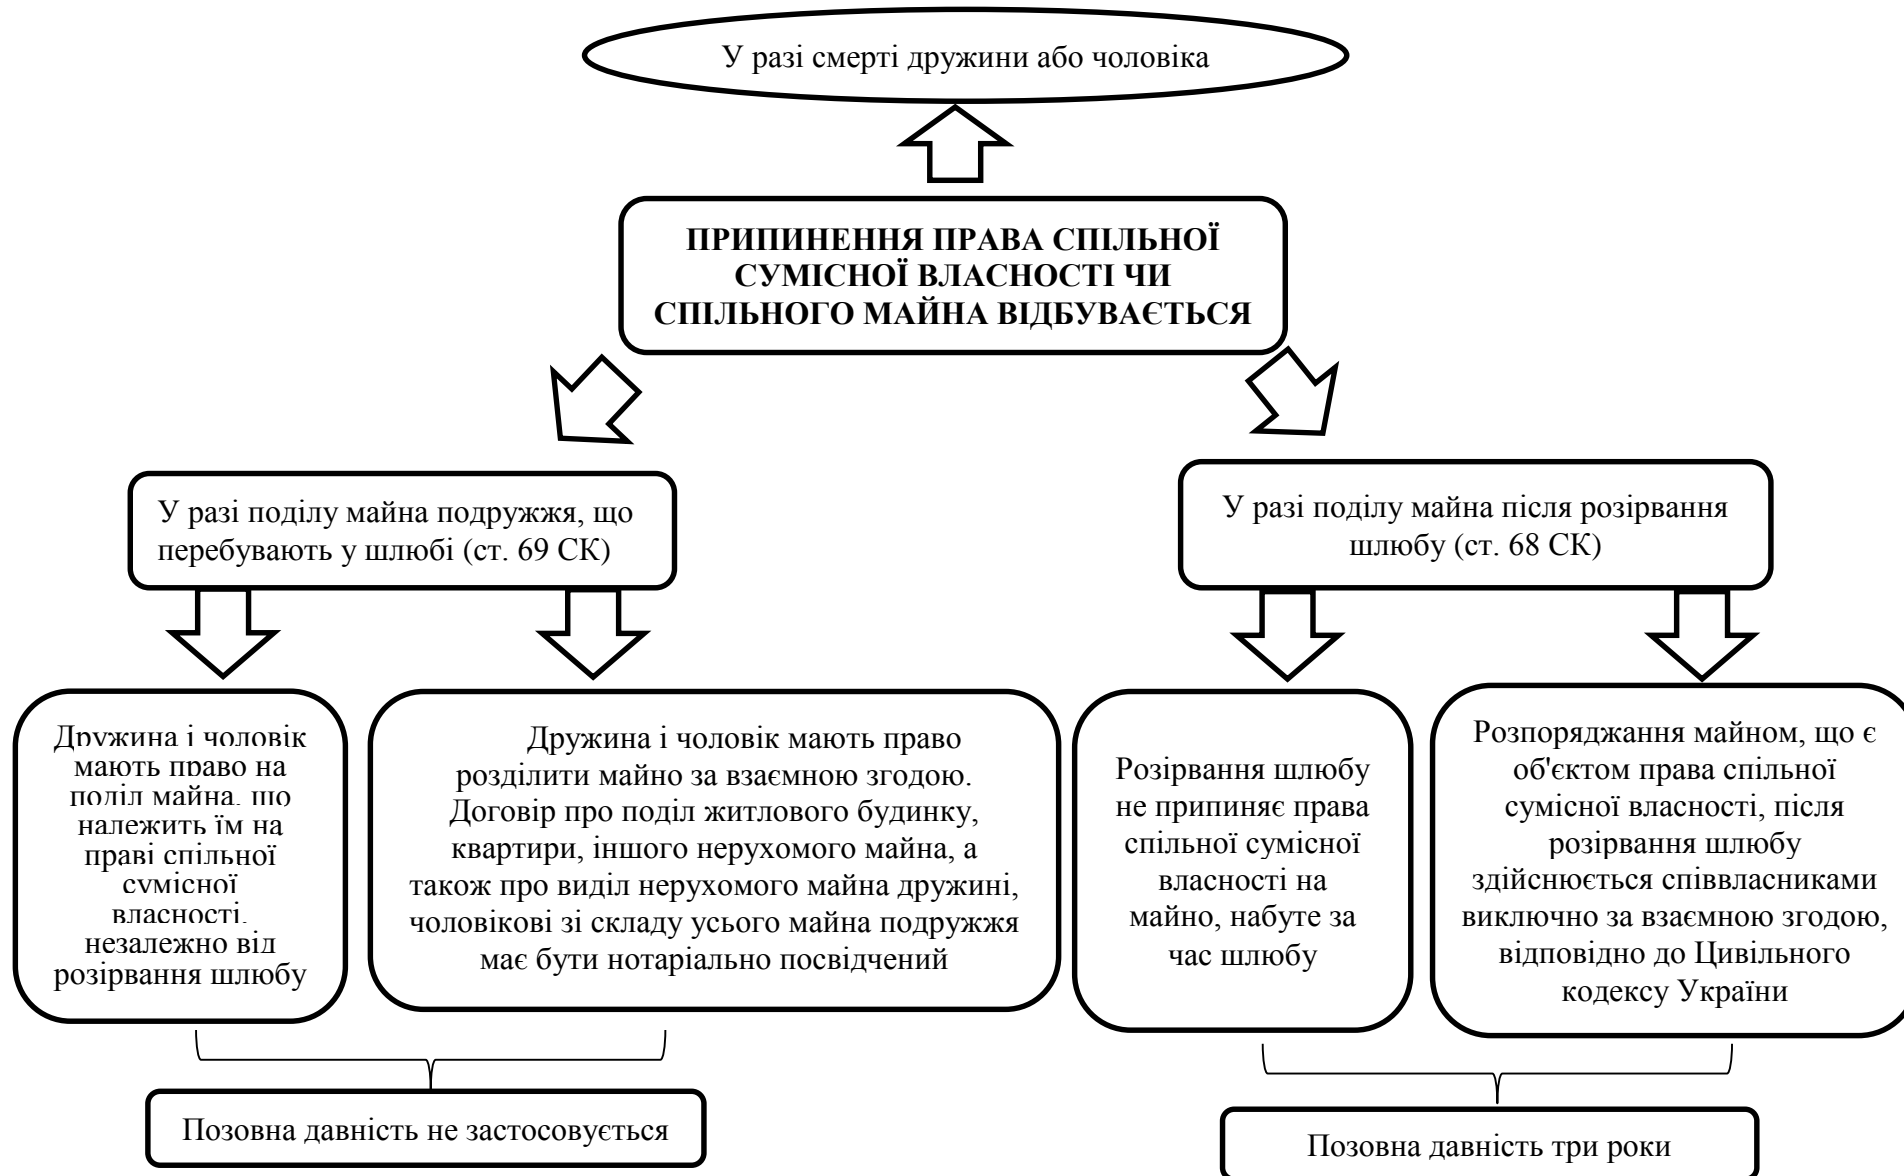 У разі смерті дружини або чоловіка
ПРИПИНЕННЯ ПРАВА СПІЛЬНОЇ
СУМІСНОЇ ВЛАСНОСТІ ЧИ
СПІЛЬНОГО МАЙНА ВІДБУВАЄТЬСЯ
У разі поділу майна подружжя, що
перебувають у шлюбі (ст. 69 СК)
У разі поділу майна після розірвання
шлюбу (ст. 68 СК)
Дружина і чоловік
мають право на
поділ майна, що
належить їм на
праві спільної
сумісної
власності,
незалежно від
розірвання шлюбу
Дружина і чоловік мають право
розділити майно за взаємною згодою.
Договір про поділ житлового будинку,
квартири, іншого нерухомого майна, а
також про виділ нерухомого майна дружині,
чоловікові зі складу усього майна подружжя
має бути нотаріально посвідчений
Розірвання шлюбу
не припиняє права
спільної сумісної
власності на
майно, набуте за
час шлюбу
Розпоряджання майном, що є
об'єктом права спільної
сумісної власності, після
розірвання шлюбу
здійснюється співвласниками
виключно за взаємною згодою,
відповідно до Цивільного
кодексу України
Позовна давність не застосовується
Позовна давність три роки